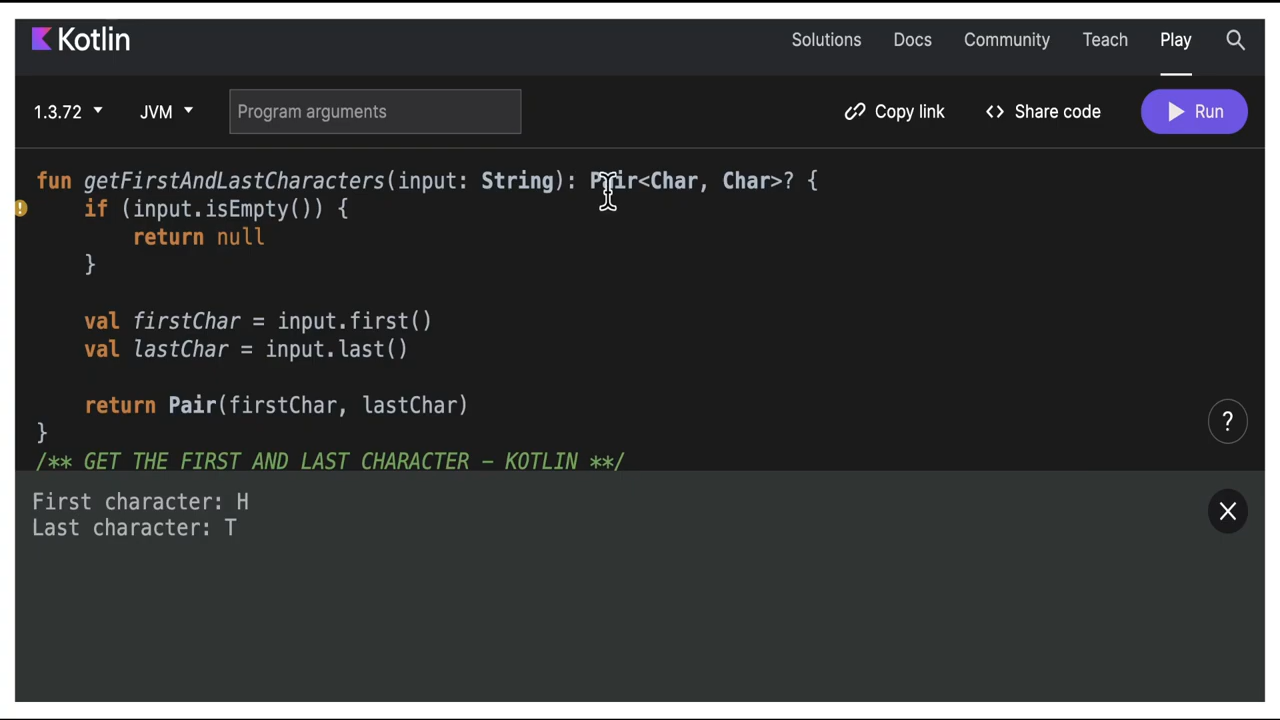 Kotlin
Solutions Docs Community Teach Play
1.3.72 JVM Program arguments Copy link <> Share code Run
fun getFirstAndLastCharacters(input: String): Pair<Char, Char>? {
    if (input.isEmpty()) {
        return null
    }
    val firstChar = input.first()
    val lastChar = input.last()
    return Pair(firstChar, lastChar)
}
/** GET THE FIRST AND LAST CHARACTER – KOTLIN **/
?
First character: H
Last character: T